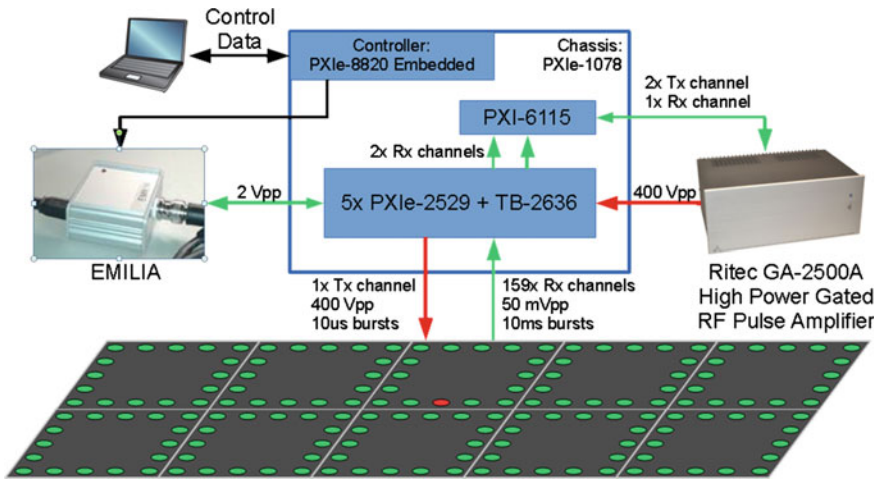 Control
Data
Controller:
PXIe-8820 Embedded
Chassis:
PXIe-1078
2x Tx channel
1x Rx channel
PXI-6115
2x Rx channels
2 Vpp
5x PXIe-2529 + TB-2636
400 Vpp
EMILIA
1x Tx channel
400 Vpp
10us bursts
159x Rx channels
50 mVpp
10ms bursts
Ritec GA-2500A
High Power Gated
RF Pulse Amplifier